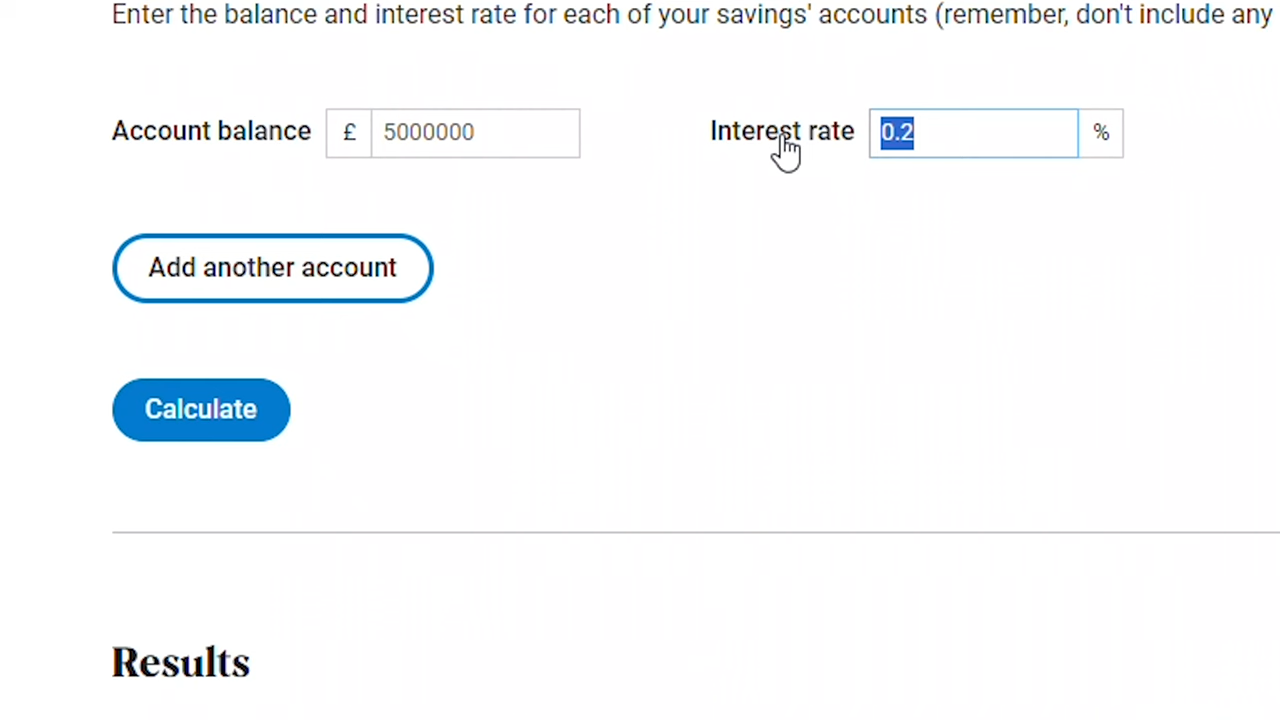 Enter the balance and interest rate for each of your savings' accounts (remember, don't include any
Account balance £ 5000000 Interest rate 0.2 %
Add another account
Calculate
Results